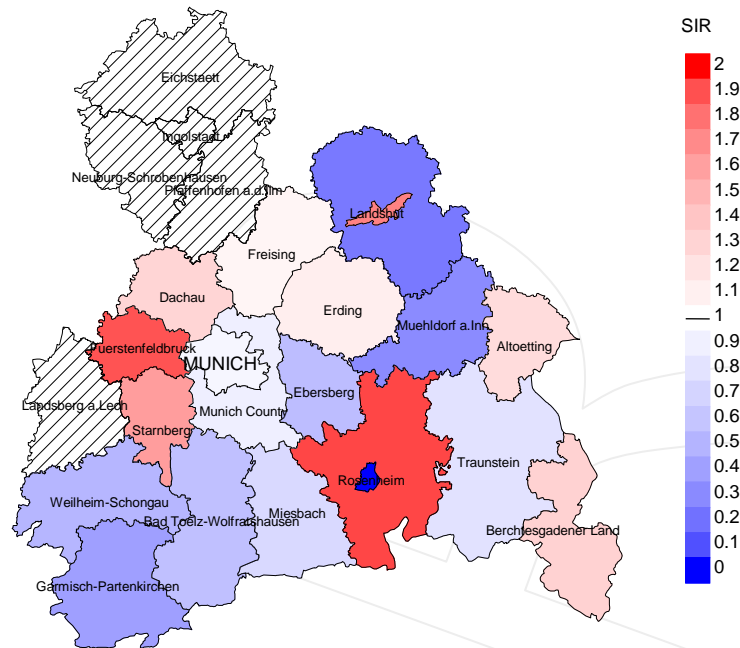 SIR
2
1.9
1.8
1.7
1.6
1.5
1.4
1.3
1.2
1.1
1
0.9
0.8
0.7
0.6
0.5
0.4
0.3
0.2
0.1
0
Eichstaett
Ingolstadt
Neuburg-Schrobenhausen
Pfaffenhofen a.d.Ilm
Landshut
Freising
Dachau
Erding
Muehldorf a.Inn
Altoetting
Fuerstenfeldbruck
MUNICH
Ebersberg
Landsberg a.Lech
Munich County
Starnberg
Traunstein
Rosenheim
Weilheim-Schongau
Miesbach
Bad Toelz-Wolfratshausen
Berchtesgadener Land
Garmisch-Partenkirchen